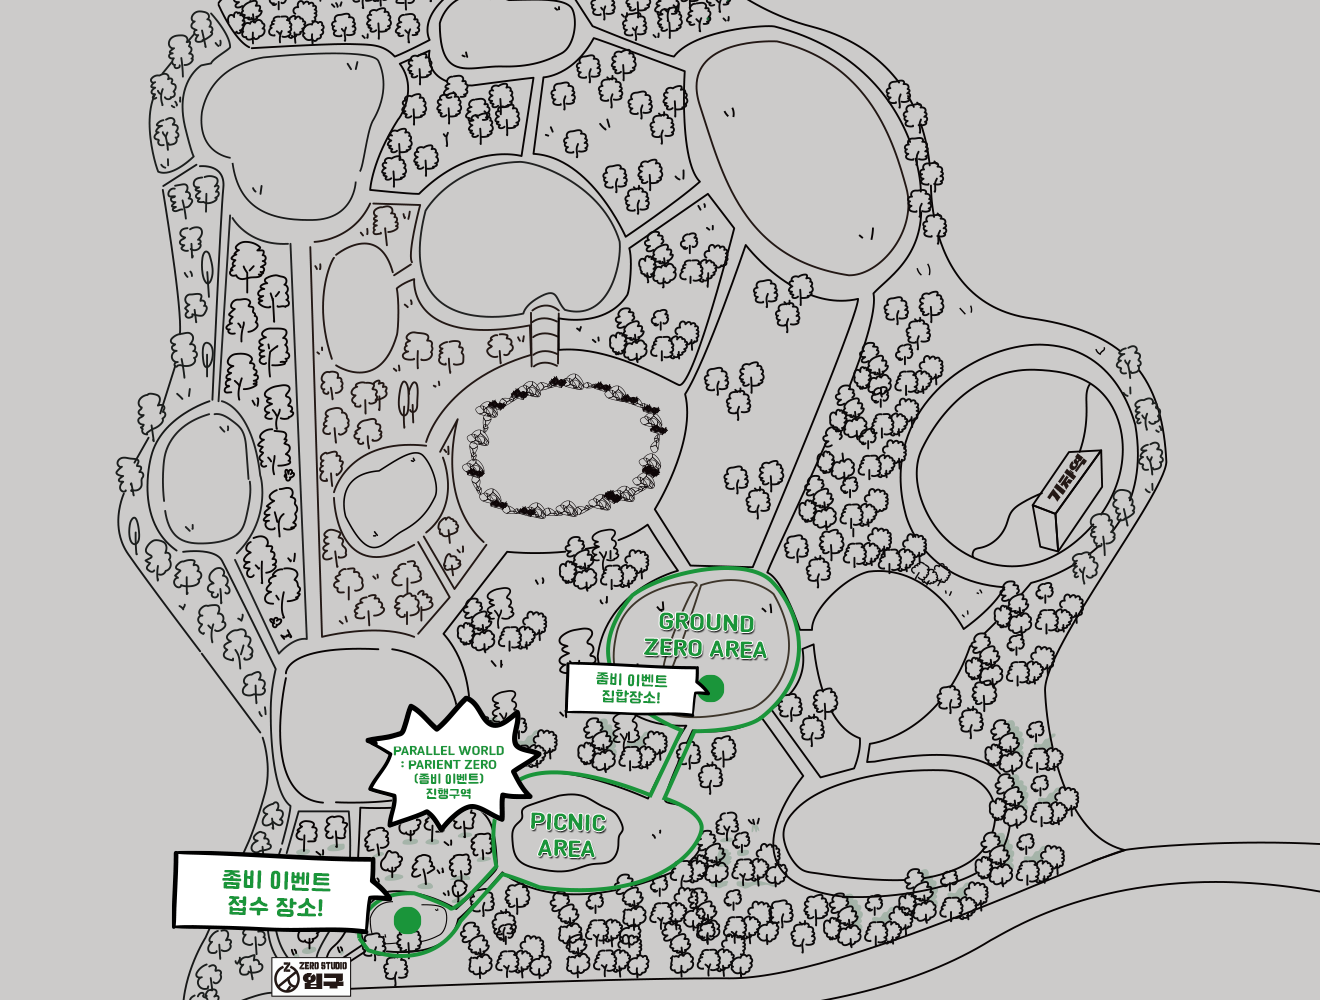 기차역
GROUND
ZERO AREA
좀비 이벤트
집합장소!
PARALLEL WORLD
: PARIENT ZERO
(좀비 이벤트)
진행구역
PICNIC
AREA
좀비 이벤트
접수 장소!
ZERO STUDIO
입구